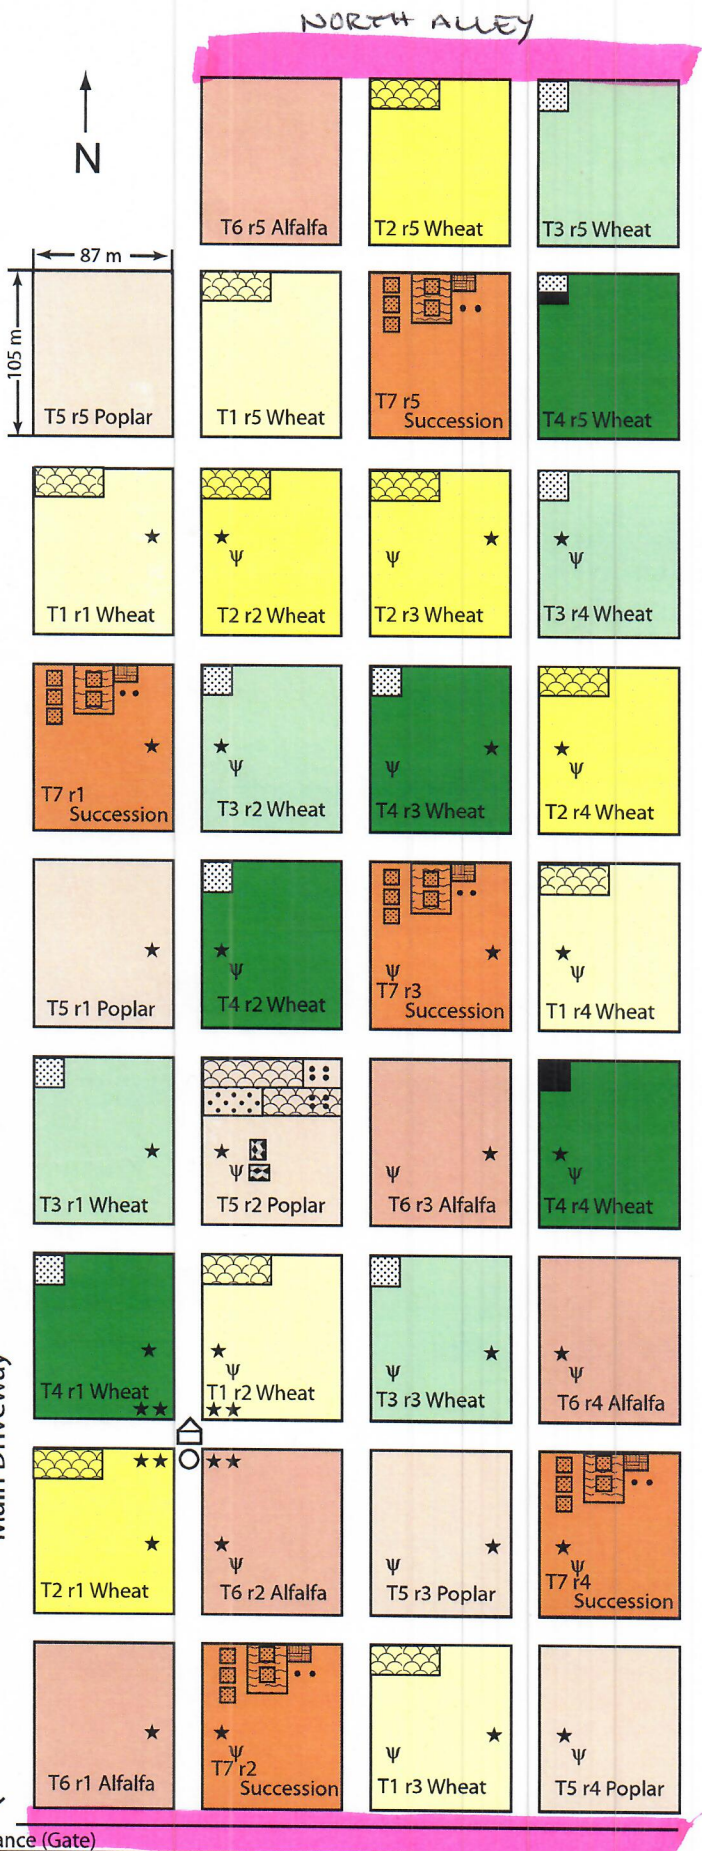 NORTH ALLEY
N
T6 r5 Alfalfa
T2 r5 Wheat
T3 r5 Wheat
87 m
105 m
T5 r5 Poplar
T1 r5 Wheat
T7 r5
Succession
T4 r5 Wheat
T1 r1 Wheat
T2 r2 Wheat
T2 r3 Wheat
T3 r4 Wheat
T7 r1
Succession
T3 r2 Wheat
T4 r3 Wheat
T2 r4 Wheat
T5 r1 Poplar
T4 r2 Wheat
T7 r3
Succession
T1 r4 Wheat
T3 r1 Wheat
T5 r2 Poplar
T6 r3 Alfalfa
T4 r4 Wheat
T4 r1 Wheat
T1 r2 Wheat
T3 r3 Wheat
T6 r4 Alfalfa
Main Driveway
T2 r1 Wheat
T6 r2 Alfalfa
T5 r3 Poplar
T7 r4
Succession
T6 r1 Alfalfa
T7 r2
Succession
T1 r3 Wheat
T5 r4 Poplar
ance (Gate)